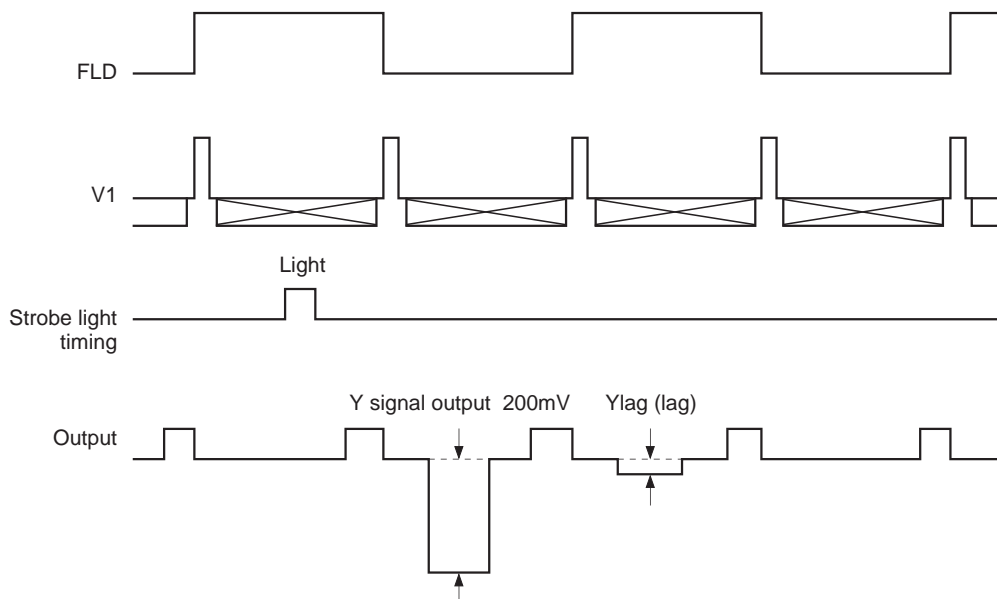 FLD
V1
Light
Strobe light
timing
Y signal output 200mV
Ylag (lag)
Output